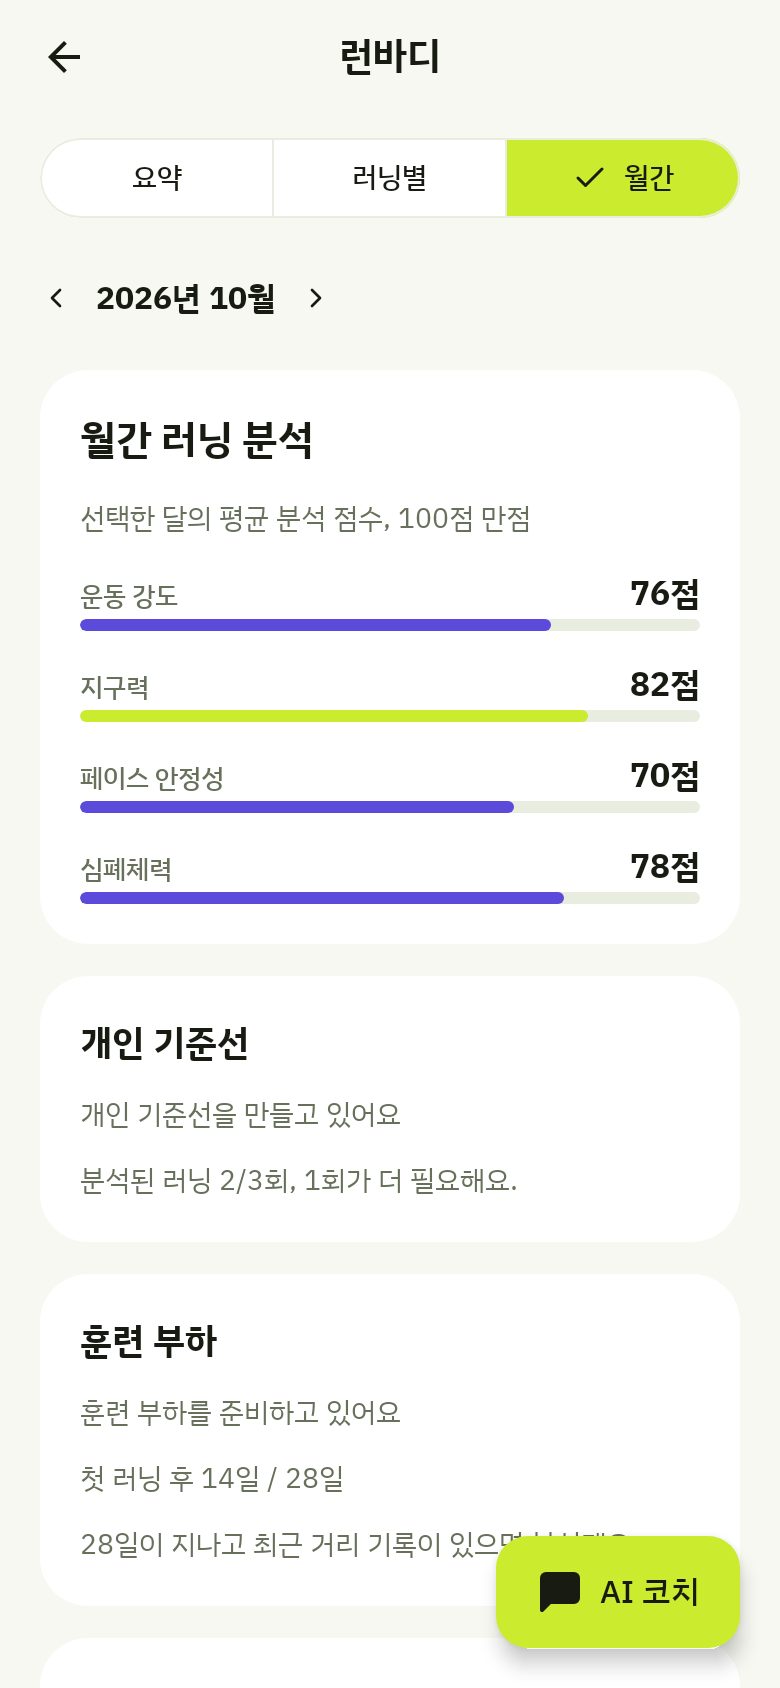 런바디
요약
러닝별
월간
2026년 10월
월간 러닝 분석
선택한 달의 평균 분석 점수, 100점 만점
운동 강도
76점
지구력
82점
페이스 안정성
70점
심폐체력
78점
개인 기준선
개인 기준선을 만들고 있어요
분석된 러닝 2/3회, 1회가 더 필요해요.
훈련 부하
훈련 부하를 준비하고 있어요
첫 러닝 후 14일 / 28일
28일이 지나고 최근 거리 기록이
AI 코치